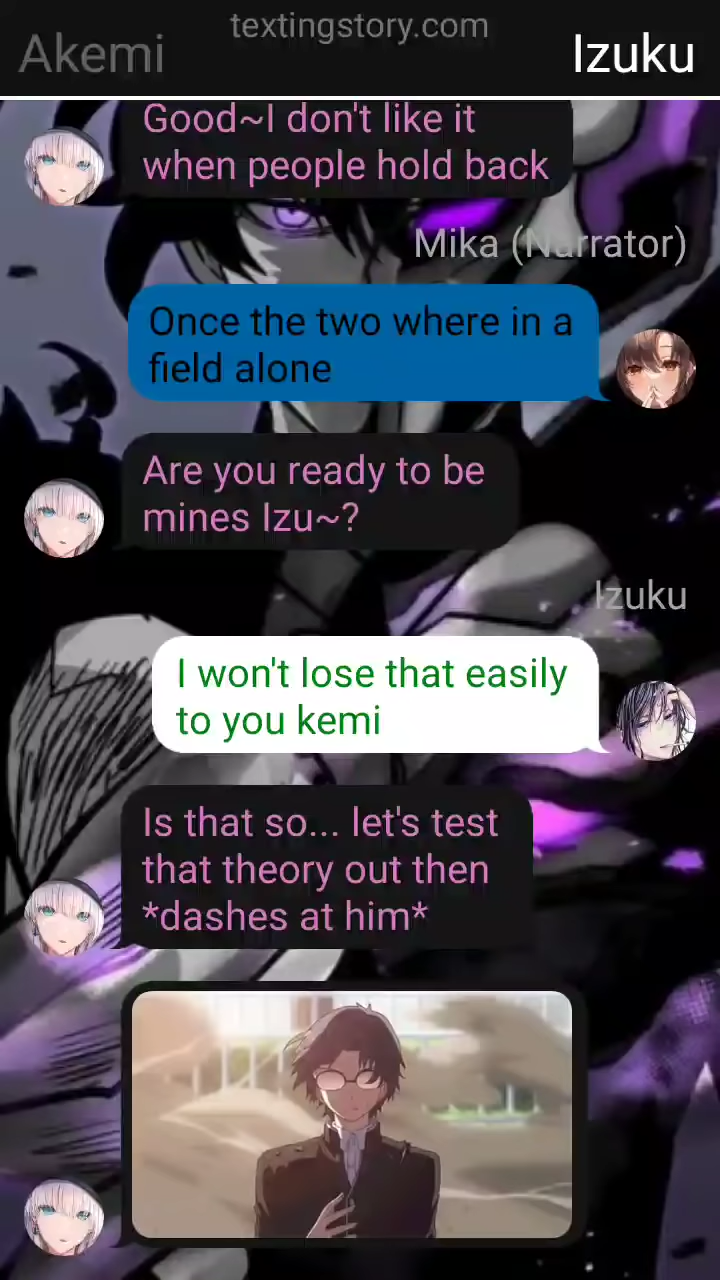 textingstory.com
Akemi
Izuku
Good~I don't like it
when people hold back
Mika (Narrator)
Once the two where in a
field alone
Are you ready to be
mines Izu~?
Izuku
I won't lose that easily
to you kemi
Is that so... let's test
that theory out then
*dashes at him*